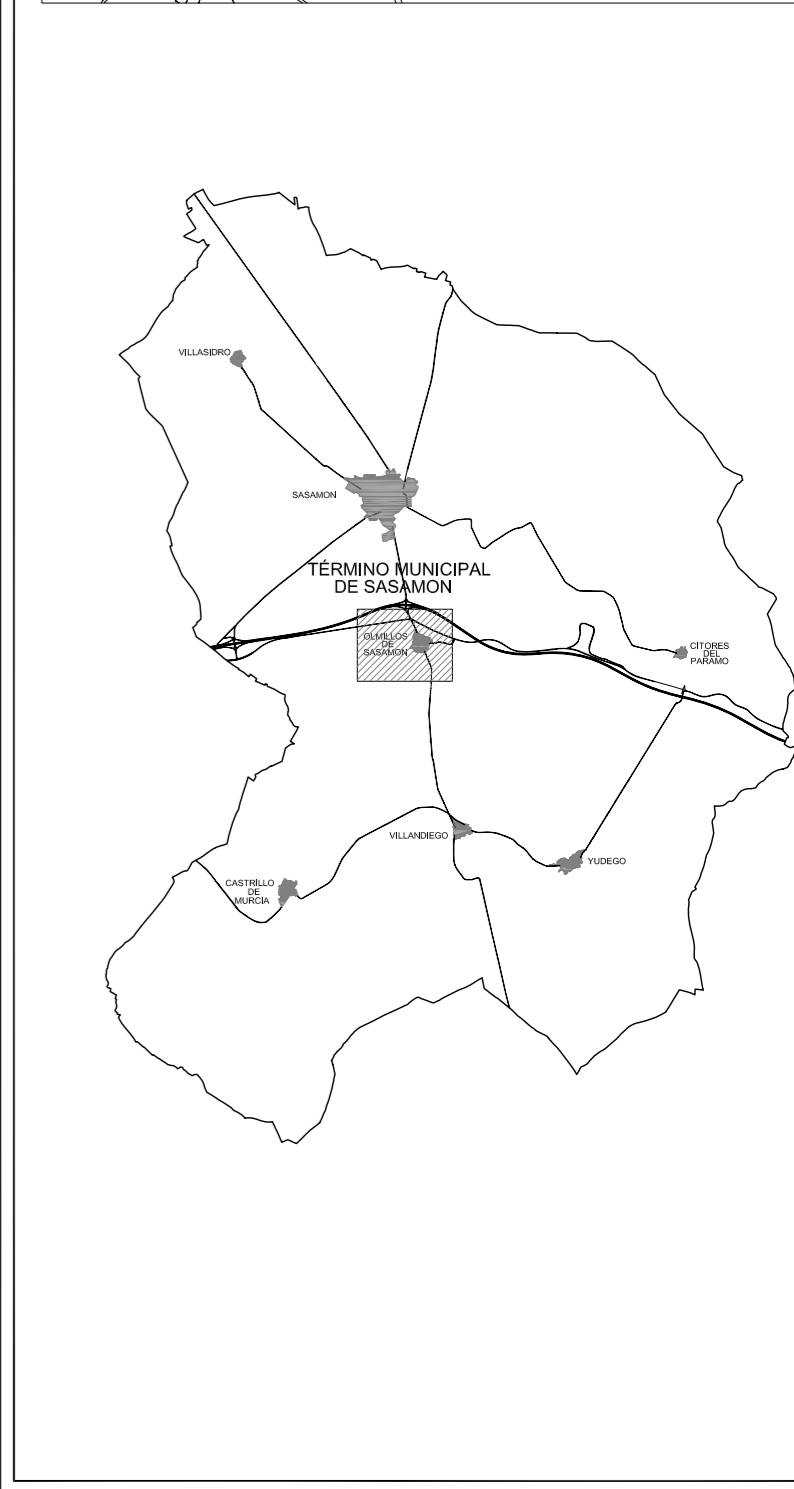 VILLASIDRO
SASAMON
TÉRMINO MUNICIPAL
DE SASAMON
OLMILLOS
DE
SASAMON
CITORES
DEL
PARAMO
VILLANDIEGO
YUDEGO
CASTRILLO
DE
MURCIA